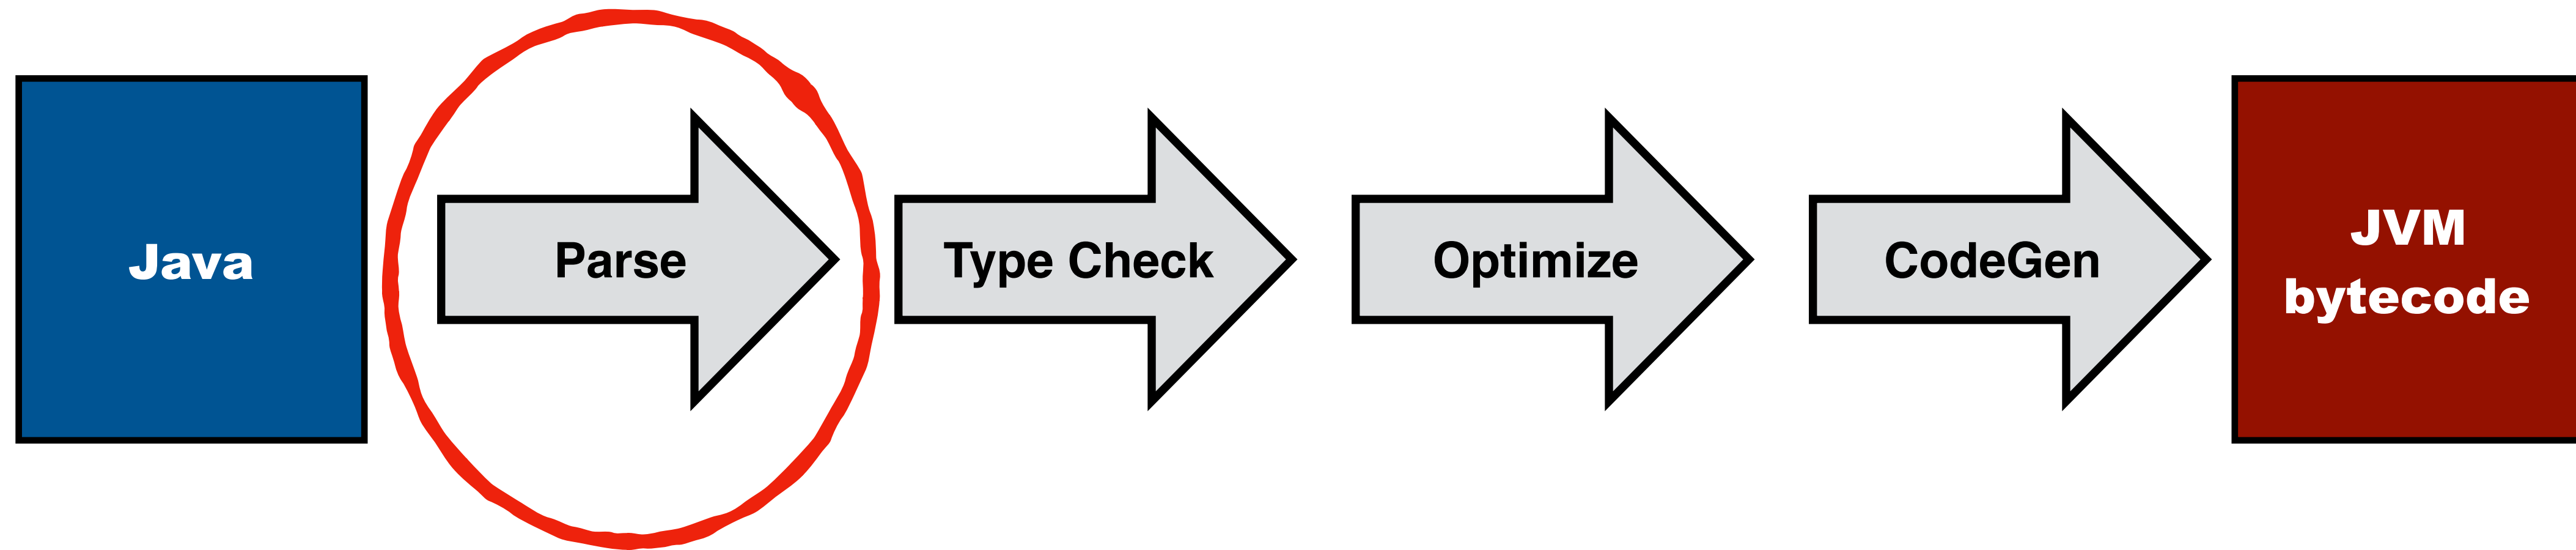 Java
Parse
Type Check
Optimize
CodeGen
JVM
bytecode